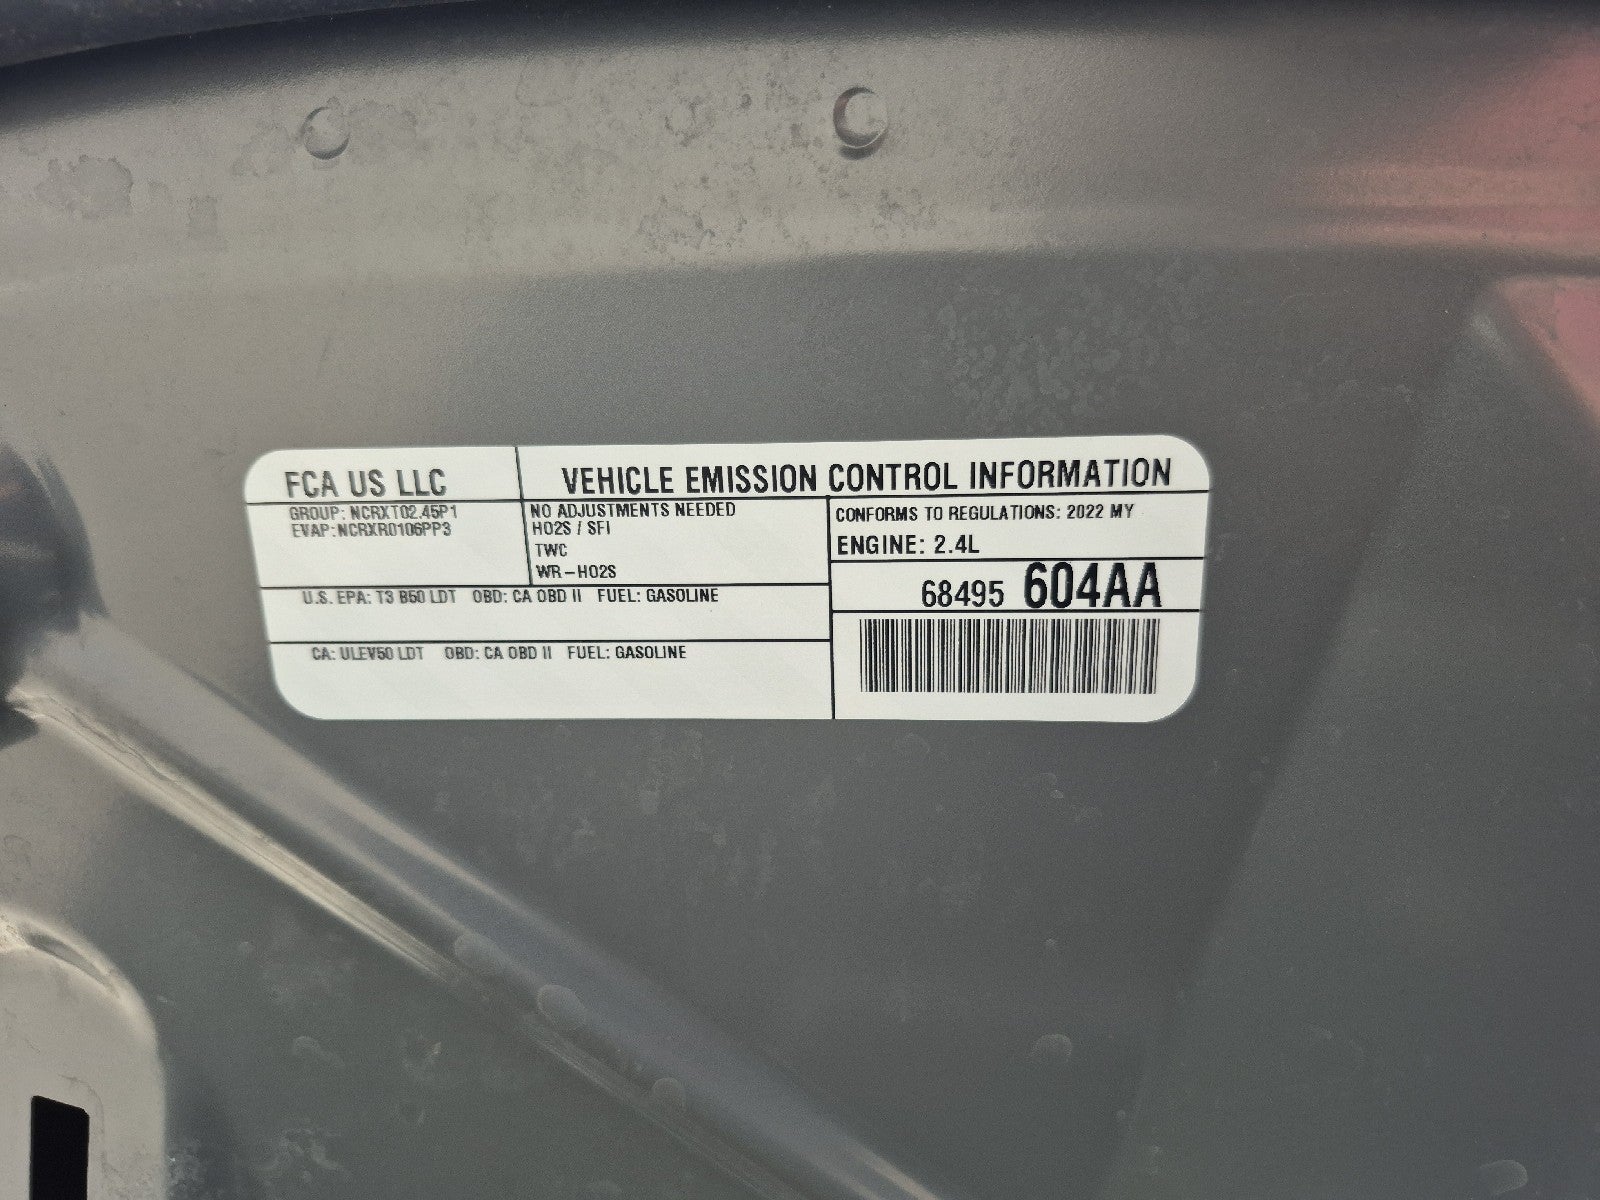 FCA US LLC
VEHICLE EMISSION CONTROL INFORMATION
GROUP: NCRXT02.45P1
EVAP:NCRXR0106PP3
NO ADJUSTMENTS NEEDED
HO2S / SFI
TWC
WR-HO2S
CONFORMS TO REGULATIONS: 2022 MY
ENGINE: 2.4L
68495 604AA
U.S. EPA: T3 B50 LDT OBD: CA OBD II FUEL: GASOLINE
CA: ULEV50 LDT OBD: CA OBD II FUEL: GASOLINE